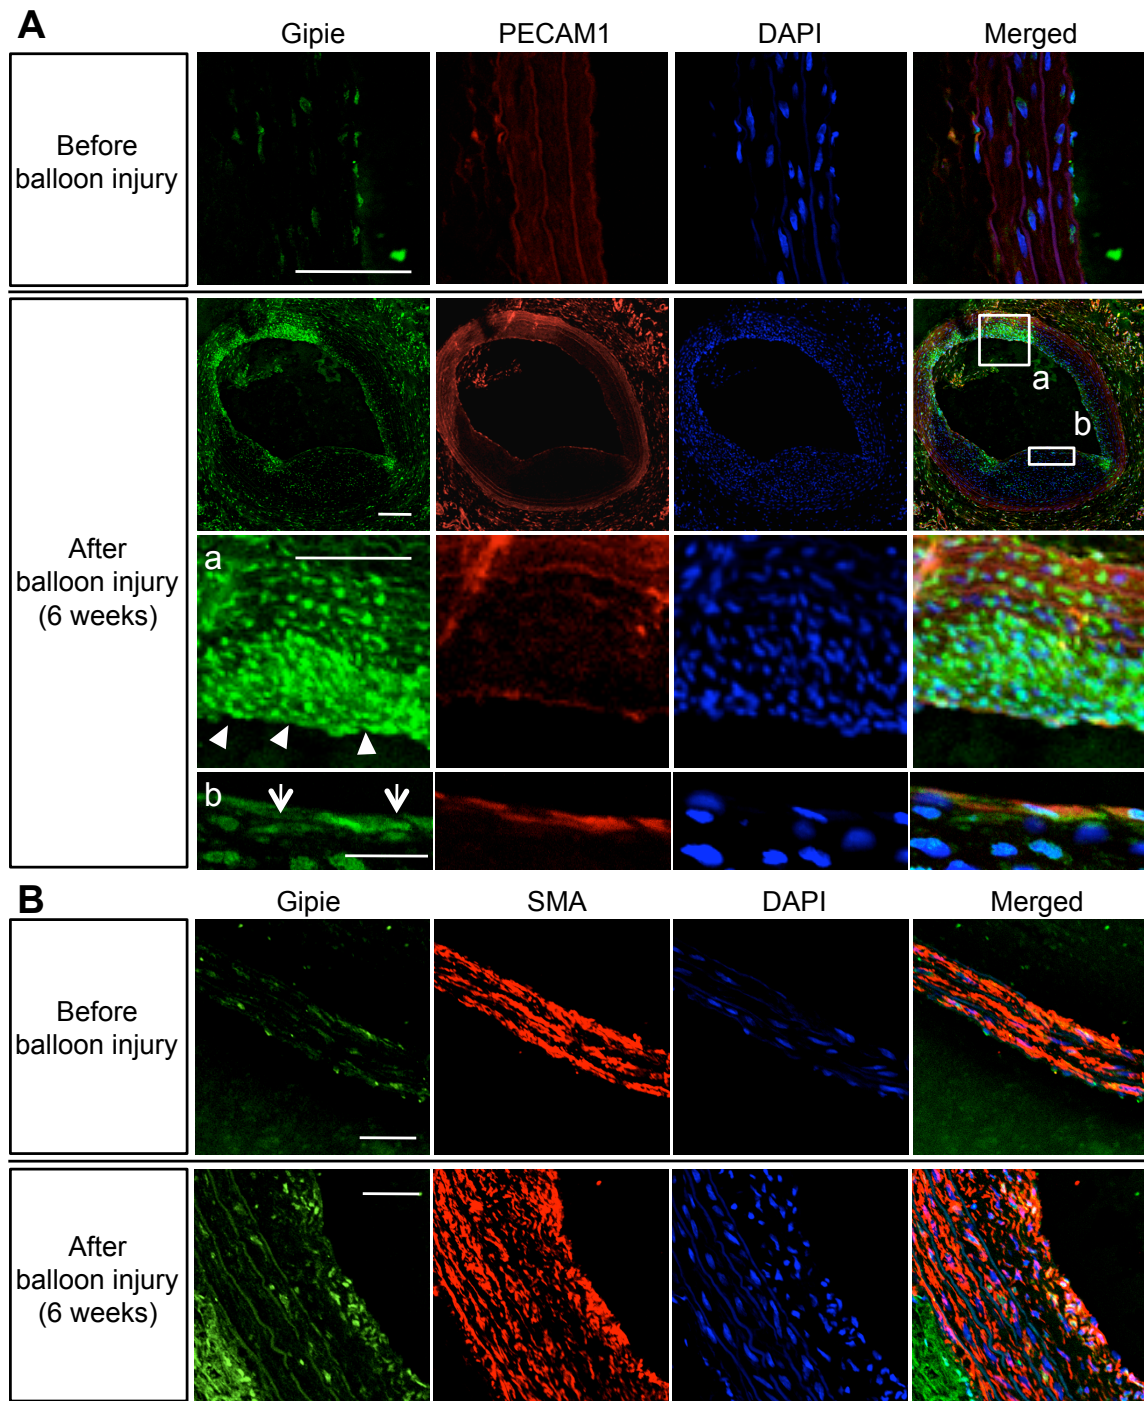 A
Gipie PECAM1 DAPI Merged
Before
balloon injury
After
balloon injury
(6 weeks)
a
b
a
b
B
Gipie SMA DAPI Merged
Before
balloon injury
After
balloon injury
(6 weeks)